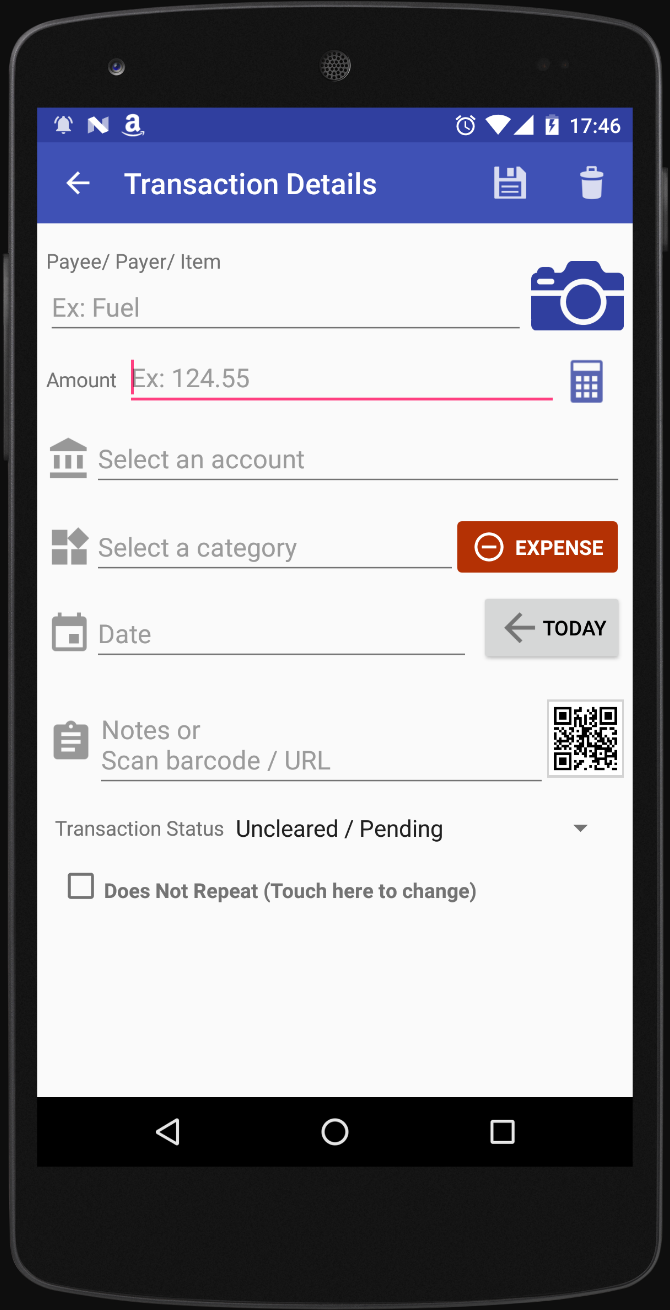 17:46
Transaction Details
Payee/ Payer/ Item
Ex: Fuel
Amount Ex: 124.55
Select an account
Select a category EXPENSE
Date TODAY
Notes or
Scan barcode / URL
Transaction Status Uncleared / Pending
Does Not Repeat (Touch here to change)